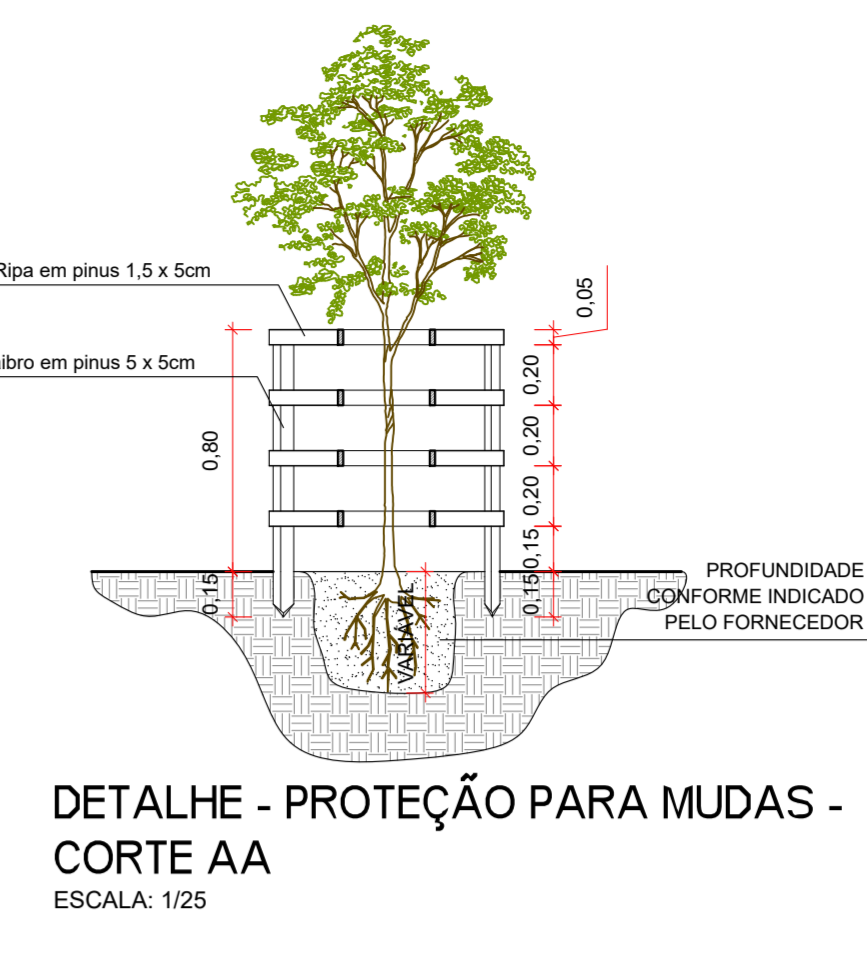 Ripa em pinus 1,5 x 5cm
0,05
aibro em pinus 5 x 5cm
0,20
0,80
0,20
0,20
0,15
0,15
0,15
VARIÁVEL
PROFUNDIDADE
CONFORME INDICADO
PELO FORNECEDOR
DETALHE - PROTEÇÃO PARA MUDAS -
CORTE AA
ESCALA: 1/25